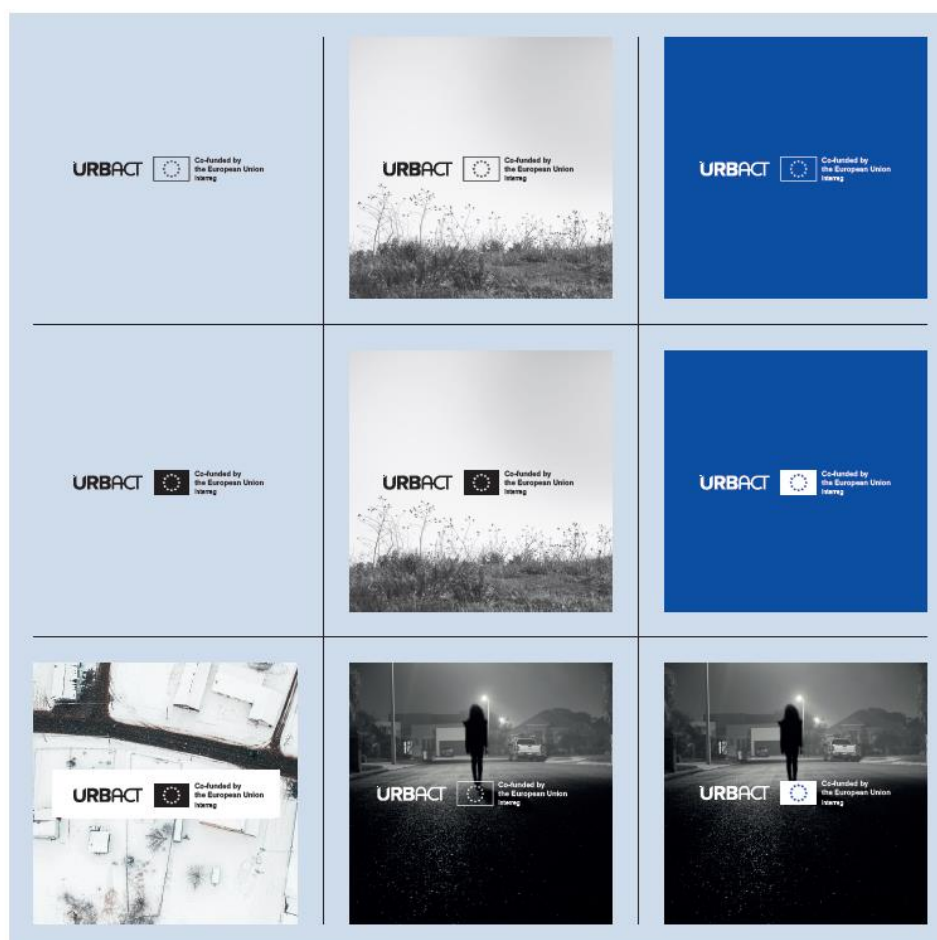 URBACT
Co-funded by
the European Union
Interreg
URBACT
Co-funded by
the European Union
Interreg
URBACT
Co-funded by
the European Union
Interreg
URBACT
Co-funded by
the European Union
Interreg
URBACT
Co-funded by
the European Union
Interreg
URBACT
Co-funded by
the European Union
Interreg
URBACT
Co-funded by
the European Union
Interreg
URBACT
Co-funded by
the European Union
Interreg
URBACT
Co-funded by
the European Union
Interreg